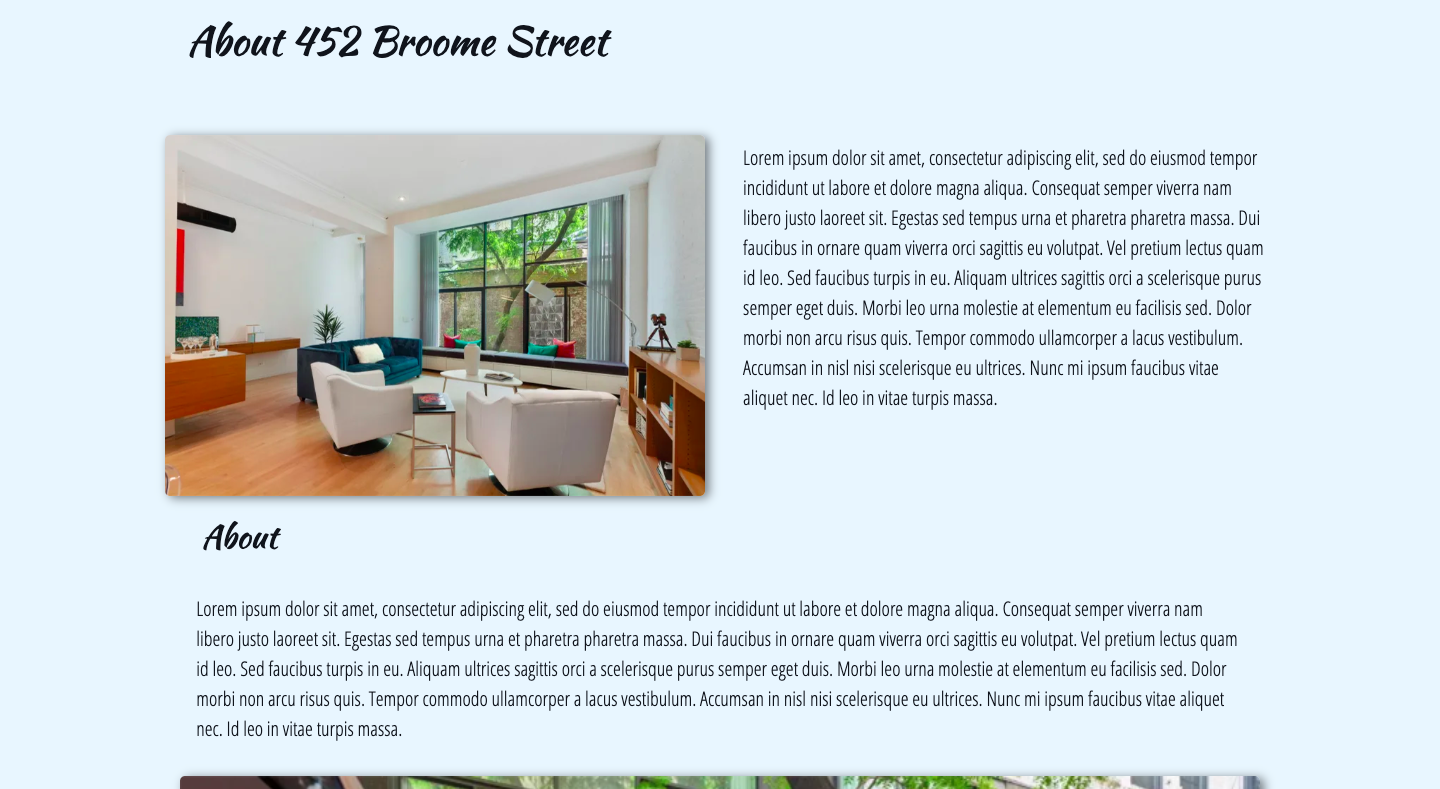 About 452 Broome Street
Lorem ipsum dolor sit amet, consectetur adipiscing elit, sed do eiusmod tempor
incididunt ut labore et dolore magna aliqua. Consequat semper viverra nam
libero justo laoreet sit. Egestas sed tempus urna et pharetra pharetra massa. Dui
faucibus in ornare quam viverra orci sagittis eu volutpat. Vel pretium lectus quam
id leo. Sed faucibus turpis in eu. Aliquam ultrices sagittis orci a scelerisque purus
semper eget duis. Morbi leo urna molestie at elementum eu facilisis sed. Dolor
morbi non arcu risus quis. Tempor commodo ullamcorper a lacus vestibulum.
Accumsan in nisl nisi scelerisque eu ultrices. Nunc mi ipsum faucibus vitae
aliquet nec. Id leo in vitae turpis massa.
About
Lorem ipsum dolor sit amet, consectetur adipiscing elit, sed do eiusmod tempor incididunt ut labore et dolore magna aliqua. Consequat semper viverra nam
libero justo laoreet sit. Egestas sed tempus urna et pharetra pharetra massa. Dui faucibus in ornare quam viverra orci sagittis eu volutpat. Vel pretium lectus quam
id leo. Sed faucibus turpis in eu. Aliquam ultrices sagittis orci a scelerisque purus semper eget duis. Morbi leo urna molestie at elementum eu facilisis sed. Dolor
morbi non arcu risus quis. Tempor commodo ullamcorper a lacus vestibulum. Accumsan in nisl nisi scelerisque eu ultrices. Nunc mi ipsum faucibus vitae aliquet
nec. Id leo in vitae turpis massa.